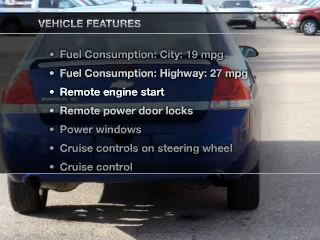 VEHICLE FEATURES
• Fuel Consumption: City: 19 mpg
• Fuel Consumption: Highway: 27 mpg
• Remote engine start
• Remote power door locks
• Power windows
• Cruise controls on steering wheel
• Cruise control